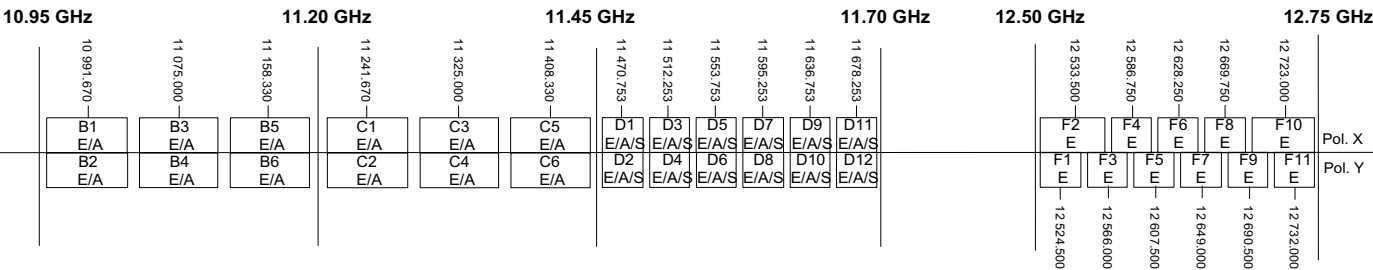 10.95 GHz 11.20 GHz 11.45 GHz 11.70 GHz 12.50 GHz 12.75 GHz
10 991.670 11 075.000 11 158.330 11 241.670 11 325.000 11 408.330 11 470.753 11 512.253 11 553.753 11 595.253 11 636.753 11 678.253 12 533.500 12 586.750 12 628.250 12 669.750 12 723.000
B1 B3 B5 C1 C3 C5 D1 D3 D5 D7 D9 D11 F2 F4 F6 F8 F10
E/A E/A E/A E/A E/A E/A E/A/S E/A/S E/A/S E/A/S E/A/S E/A/S E E E E E Pol. X
B2 B4 B6 C2 C4 C6 D2 D4 D6 D8 D10 D12 F1 F3 F5 F7 F9 F11
E/A E/A E/A E/A E/A E/A E/A/S E/A/S E/A/S E/A/S E/A/S E/A/S E E E E E E Pol. Y
12 524.500 12 566.000 12 607.500 12 649.000 12 690.500 12 732.000